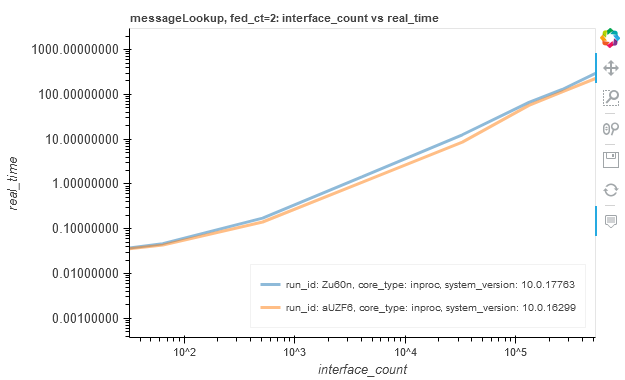 messageLookup, fed_ct=2: interface_count vs real_time
1000.00000000
100.00000000
10.00000000
1.00000000
0.10000000
0.01000000
0.00100000
real_time
run_id: Zu60n, core_type: inproc, system_version: 10.0.17763
run_id: aUZF6, core_type: inproc, system_version: 10.0.16299
10^2
10^3
10^4
10^5
interface_count